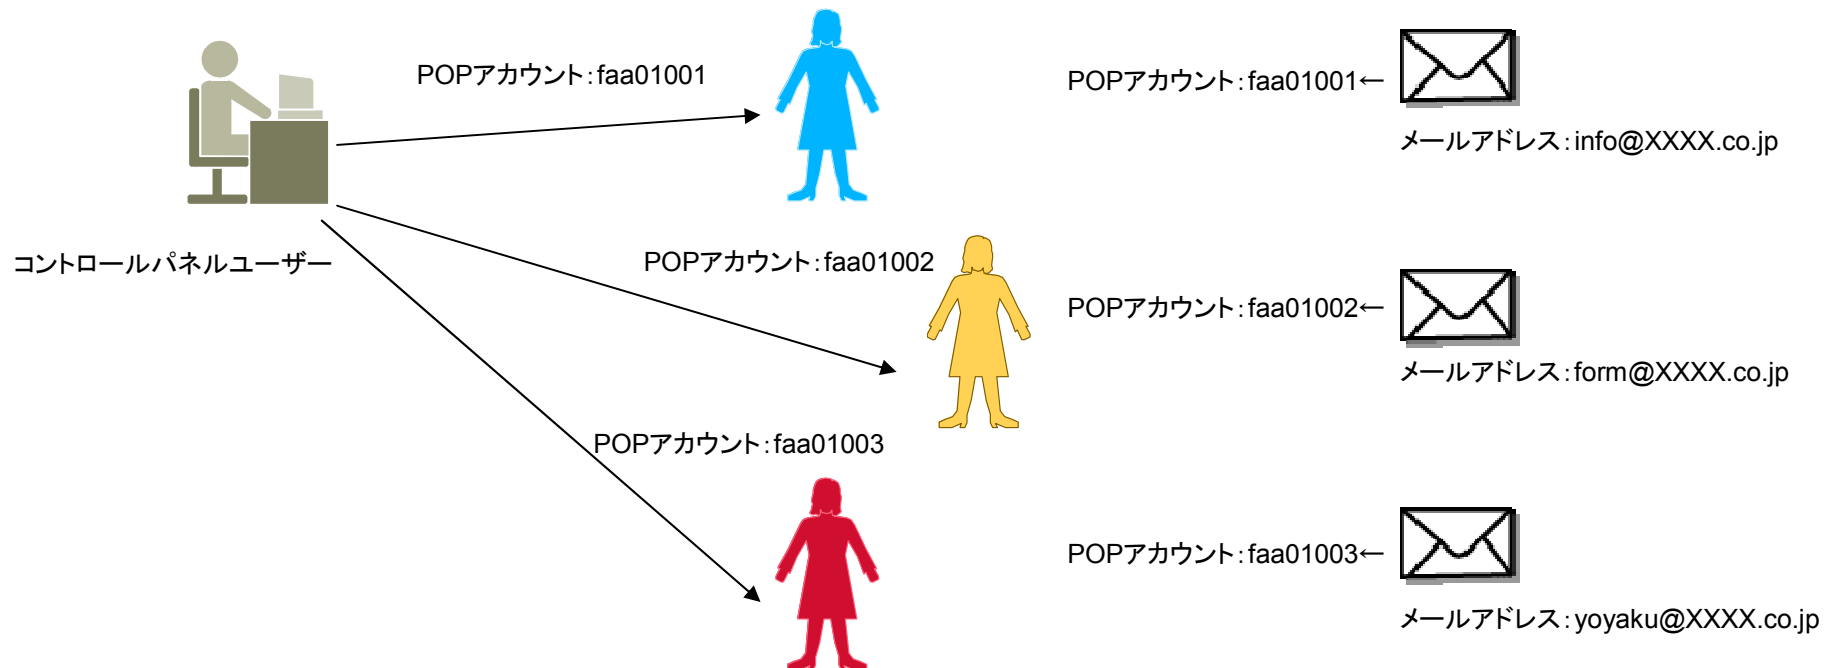 POPアカウント：faa01001
POPアカウント：faa01001←
メールアドレス：info@XXXX.co.jp
コントロールパネルユーザー
POPアカウント：faa01002
POPアカウント：faa01002←
メールアドレス：form@XXXX.co.jp
POPアカウント：faa01003
POPアカウント：faa01003←
メールアドレス：yoyaku@XXXX.co.jp